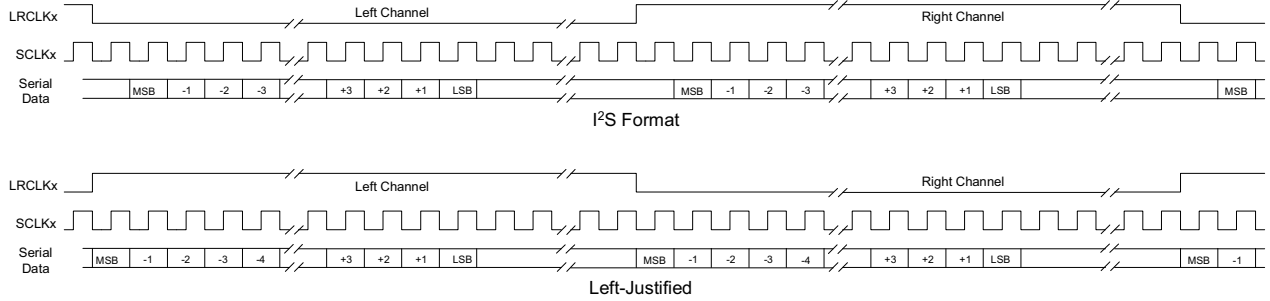 LRCLKx Left Channel Right Channel
SCLKx
Serial Data MSB -1 -2 -3 +3 +2 +1 LSB MSB -1 -2 -3 +3 +2 +1 LSB MSB
I²S Format
LRCLKx Left Channel Right Channel
SCLKx
Serial Data MSB -1 -2 -3 -4 +3 +2 +1 LSB MSB -1 -2 -3 -4 +3 +2 +1 LSB MSB -1
Left-Justified